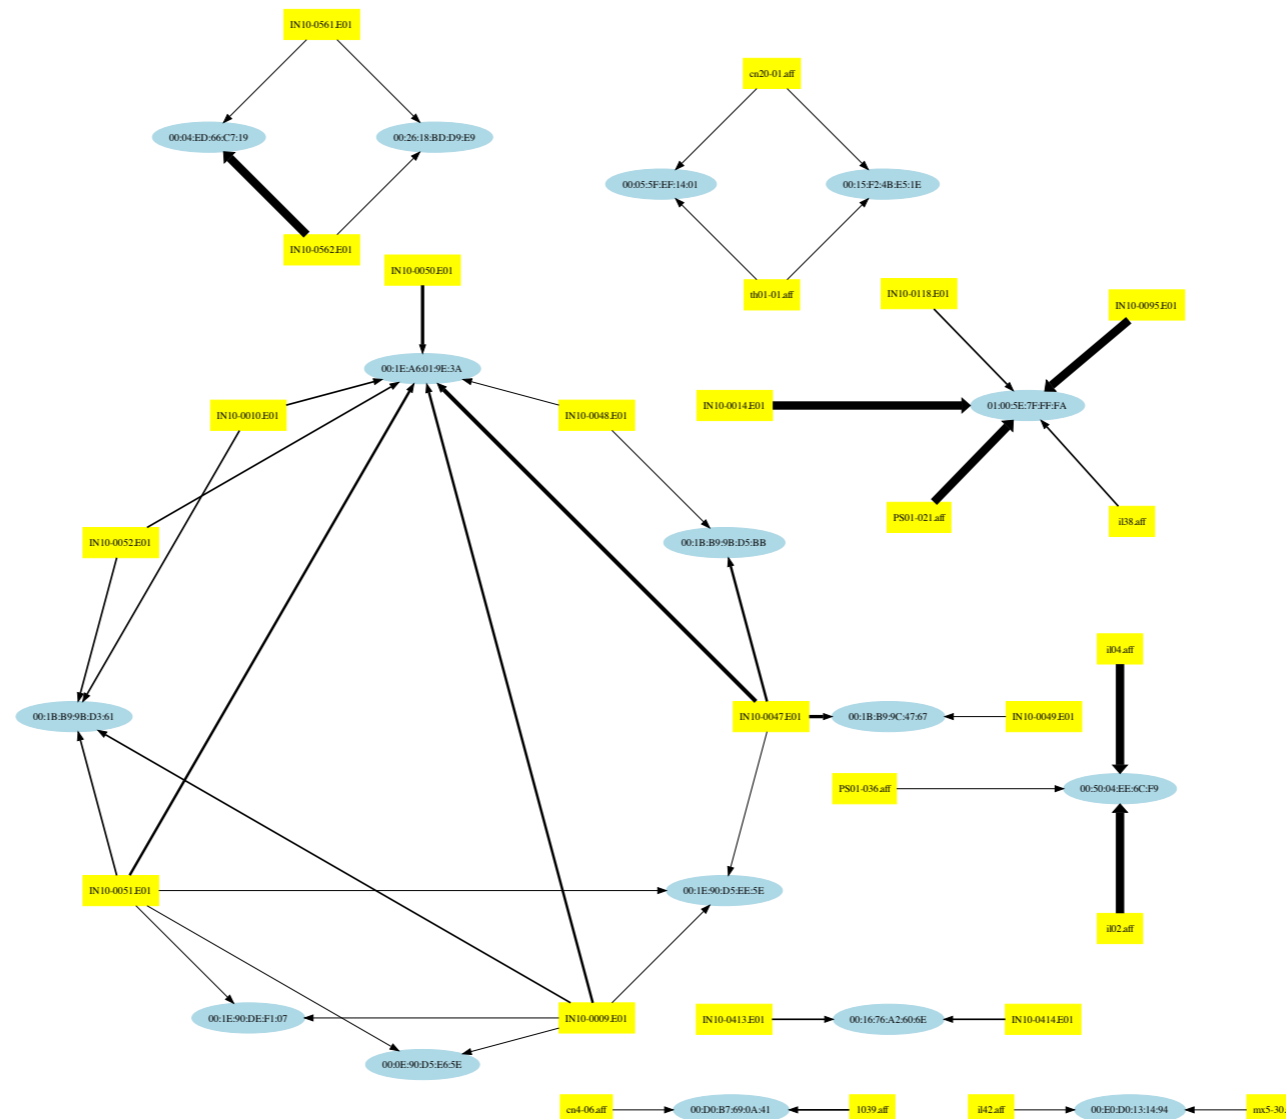 IN10-0561.E01
cn20-01.aff
00:04:ED:66:C7:19
00:26:18:BD:D9:E9
00:05:5F:EF:14:01
00:15:F2:4B:E5:1E
IN10-0562.E01
IN10-0050.E01
th01-01.aff
IN10-0118.E01
IN10-0095.E01
00:1E:A6:01:9E:3A
IN10-0010.E01
IN10-0048.E01
IN10-0014.E01
01:00:5E:7F:FF:FA
PS01-021.aff
il38.aff
IN10-0052.E01
00:1B:B9:9B:D5:BB
il04.aff
00:1B:B9:9B:D3:61
IN10-0047.E01
00:1B:B9:9C:47:67
IN10-0049.E01
PS01-036.aff
00:50:04:EE:6C:F9
IN10-0051.E01
00:1E:90:D5:EE:5E
il02.aff
00:1E:90:DE:F1:07
IN10-0009.E01
IN10-0413.E01
00:16:76:A2:60:6E
IN10-0414.E01
00:0E:90:D5:E6:5E
cn4-06.aff
00:D0:B7:69:0A:41
1039.aff
il42.aff
00:E0:D0:13:14:94
mx5-30.